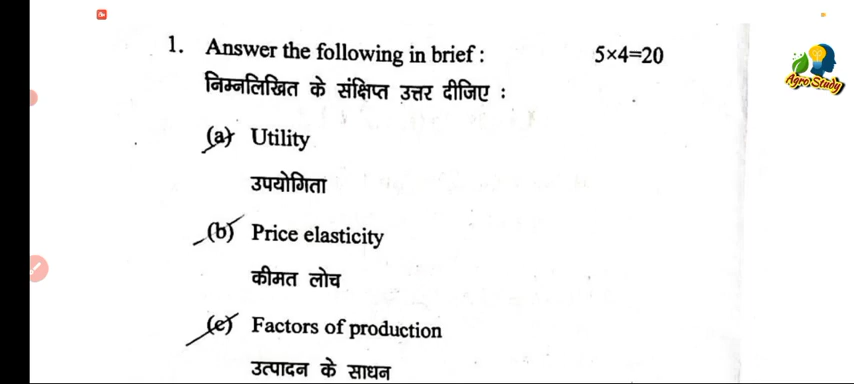 1. Answer the following in brief : 5×4=20
निम्नलिखित के संक्षिप्त उत्तर दीजिए :
(a) Utility
उपयोगिता
(b) Price elasticity
कीमत लोच
(c) Factors of production
उत्पादन के साधन
Agro Study